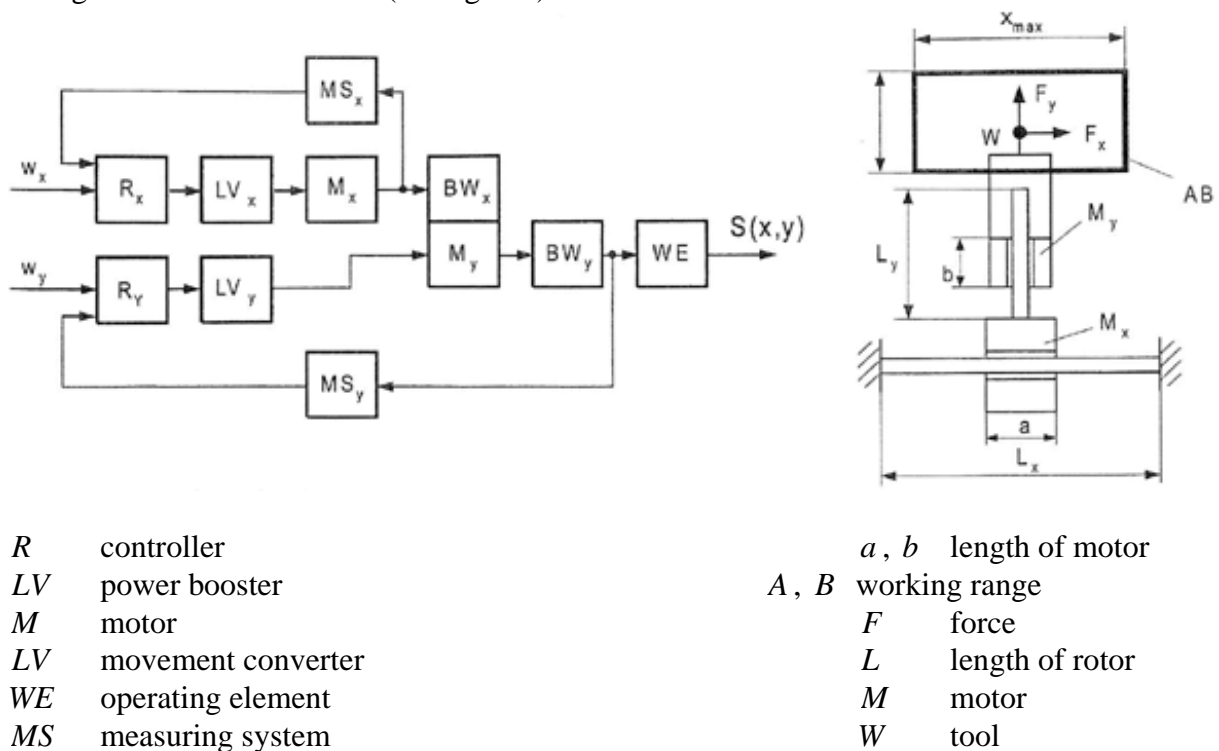 x_max
MS_x
F_y
W
F_x
w_x
R_x
LV_x
M_x
BW_x
AB
w_y
R_Y
LV_y
M_y
BW_y
WE
S(x,y)
L_y
b
M_y
M_x
MS_y
a
L_x
R controller
LV power booster
M motor
LV movement converter
WE operating element
MS measuring system
a , b length of motor
A , B working range
F force
L length of rotor
M motor
W tool